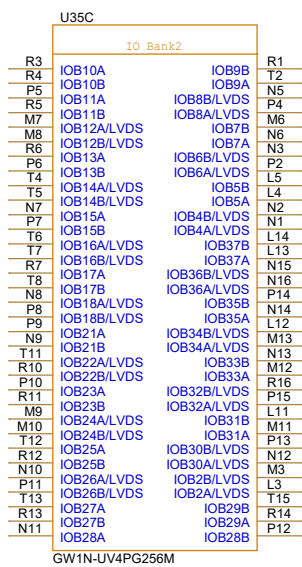 U35C
IO Bank2
R3 IOB10A IOB9B R1
R4 IOB10B IOB9A T2
P5 IOB11A IOB8B/LVDS N5
R5 IOB11B IOB8A/LVDS P4
M7 IOB12A/LVDS IOB7B M6
M8 IOB12B/LVDS IOB7A N6
R6 IOB13A IOB6B/LVDS N3
P6 IOB13B IOB6A/LVDS P2
T4 IOB14A/LVDS IOB5B L5
T5 IOB14B/LVDS IOB5A L4
N7 IOB15A IOB4B/LVDS N2
P7 IOB15B IOB4A/LVDS N1
T6 IOB16A/LVDS IOB37B L14
T7 IOB16B/LVDS IOB37A L13
R7 IOB17A IOB36B/LVDS N15
T8 IOB17B IOB36A/LVDS N16
N8 IOB18A/LVDS IOB35B P14
P8 IOB18B/LVDS IOB35A N14
P9 IOB21A IOB34B/LVDS L12
N9 IOB21B IOB34A/LVDS M13
T11 IOB22A/LVDS IOB33B N13
R10 IOB22B/LVDS IOB33A M12
P10 IOB23A IOB32B/LVDS R16
R11 IOB23B IOB32A/LVDS P15
M9 IOB24A/LVDS IOB31B L11
M10 IOB24B/LVDS IOB31A M11
T12 IOB25A IOB30B/LVDS P13
R12 IOB25B IOB30A/LVDS N12
N10 IOB26A/LVDS IOB2B/LVDS M3
P11 IOB26B/LVDS IOB2A/LVDS L3
T13 IOB27A IOB29B T15
R13 IOB27B IOB29A R14
N11 IOB28A IOB28B P12
GW1N-UV4PG256M